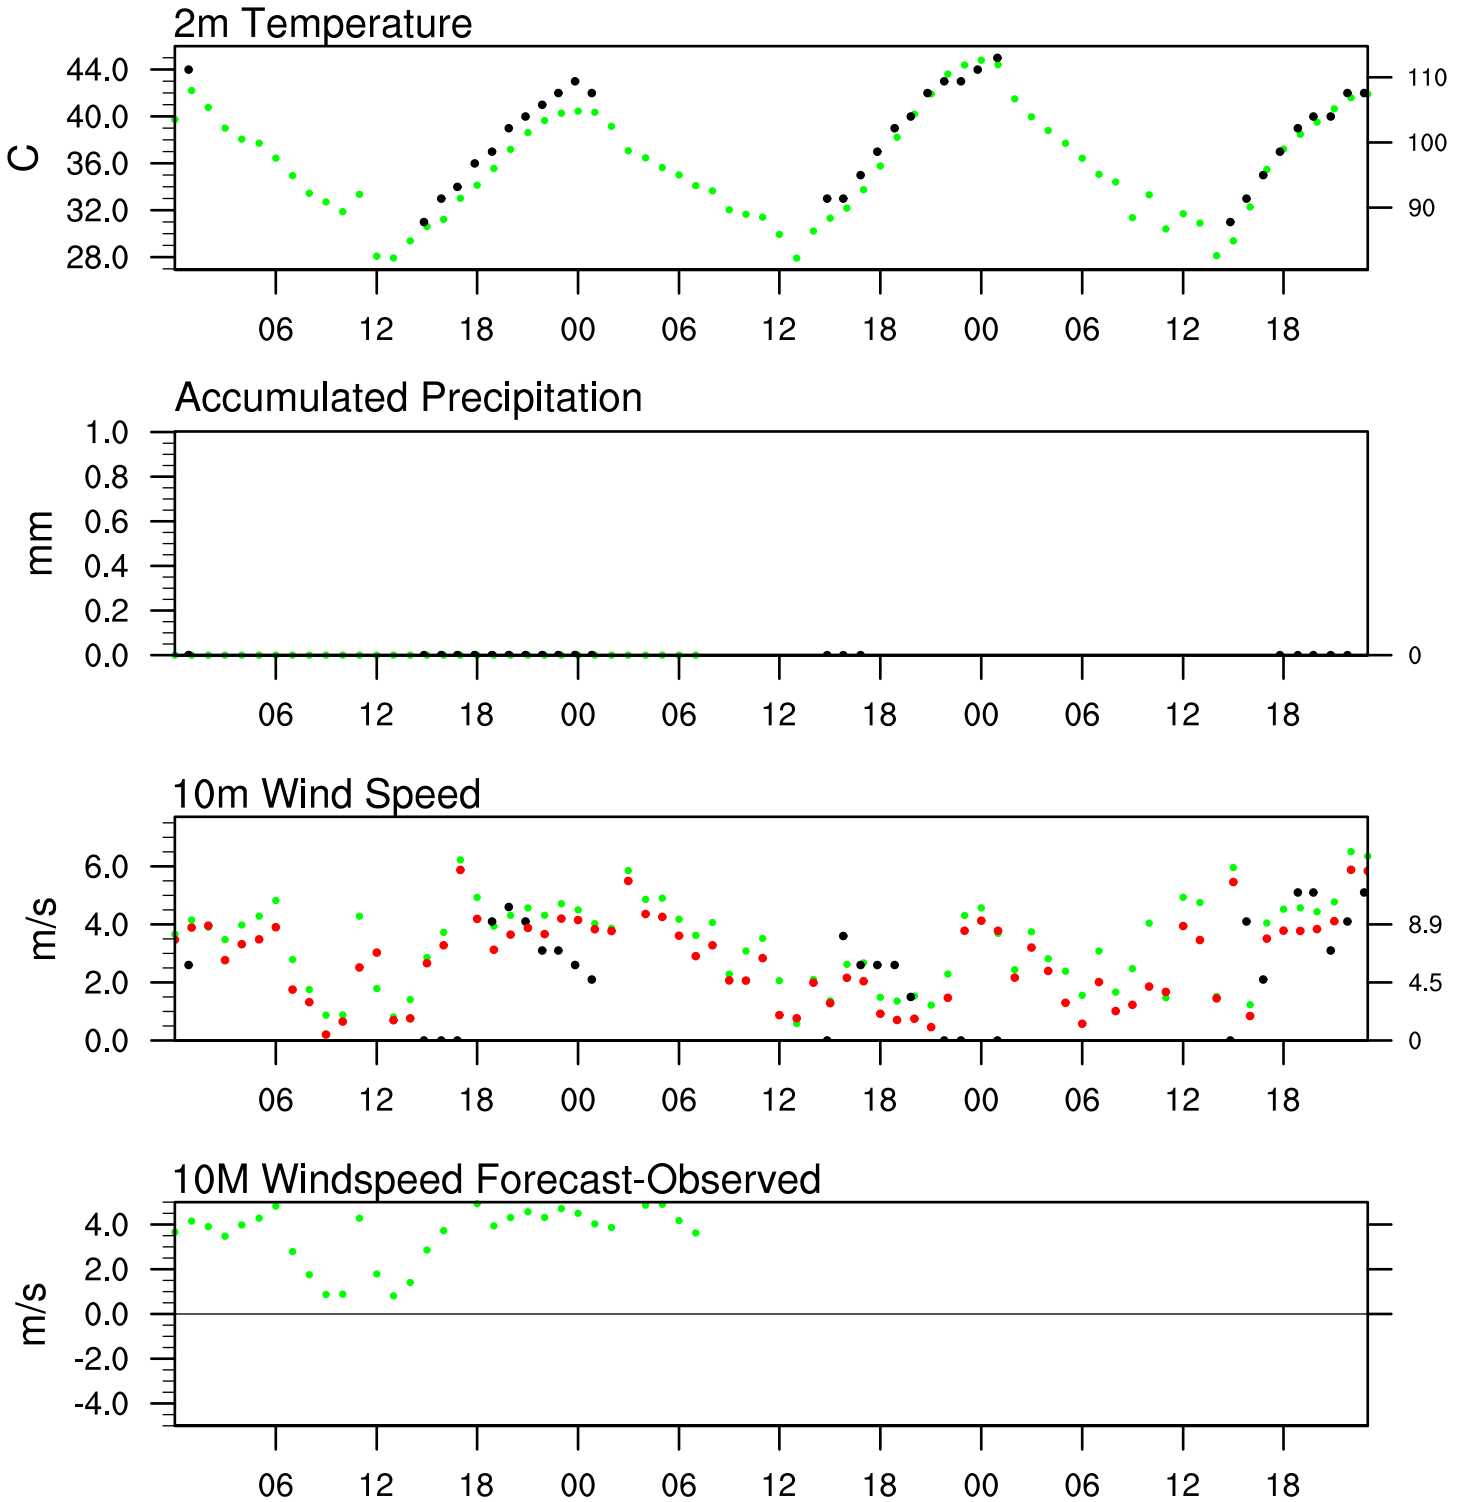 2m Temperature
44.0
40.0
36.0
32.0
28.0
C
110
100
90
06 12 18 00 06 12 18 00 06 12 18
Accumulated Precipitation
1.0
0.8
0.6
0.4
0.2
0.0
mm
0
06 12 18 00 06 12 18 00 06 12 18
10m Wind Speed
6.0
4.0
2.0
0.0
m/s
8.9
4.5
0
06 12 18 00 06 12 18 00 06 12 18
10M Windspeed Forecast-Observed
4.0
2.0
0.0
-2.0
-4.0
m/s
06 12 18 00 06 12 18 00 06 12 18